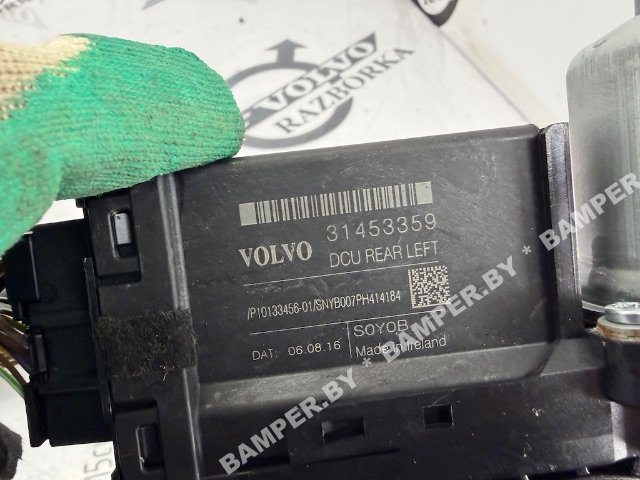 VOLVO
RAZBORKA
31453359
VOLVO DCU REAR LEFT
/P10133456-01/SNYB007PH414184
SOYOB
DAT: 06.08.16 Made in Ireland
BAMPER.BY * BAMPER.BY * BAMPER.BY